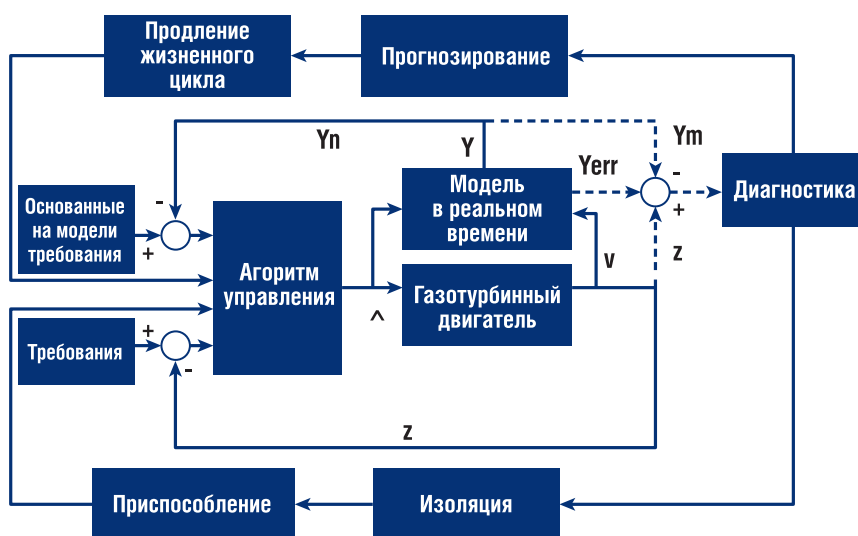 Продление
жизненного
цикла
Прогнозирование
Yn
Y
Ym
Yerr
-
-
+
Основанные
на модели
требования
+
Модель
в реальном
времени
Диагностика
Агоритм
управления
v
z
Газотурбинный
двигатель
^
Требования
+
-
z
Приспособление
Изоляция